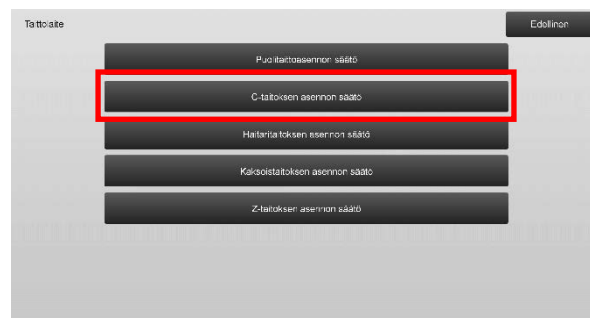 Taittolaite
Edellinen
Puolitaittoasennon säätö
C-taitoksen asennon säätö
Haitaritaitoksen asennon säätö
Kaksoistaitoksen asennon säätö
Z-taitoksen asennon säätö